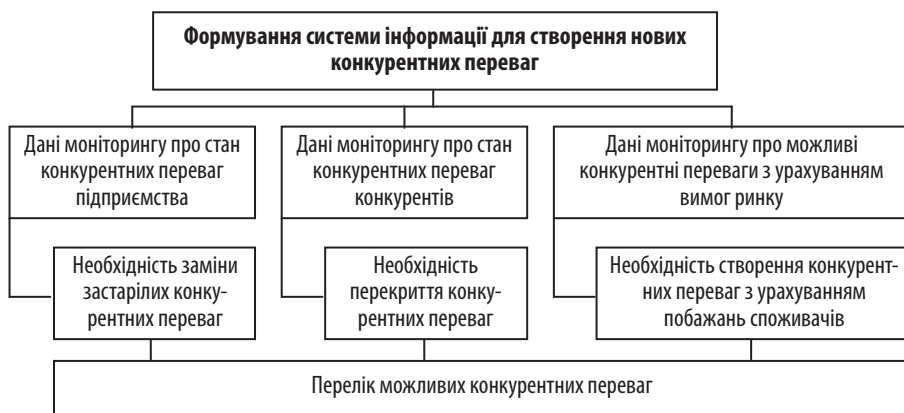 Формування системи інформації для створення нових
конкурентних переваг
Дані моніторингу про стан
конкурентних переваг
підприємства
Дані моніторингу про стан
конкурентних переваг
конкурентів
Дані моніторингу про можливі
конкурентні переваги з урахуванням
вимог ринку
Необхідність заміни
застарілих конку-
рентних переваг
Необхідність
перекриття конку-
рентних переваг
Необхідність створення конкурент-
них переваг з урахуванням
побажань споживачів
Перелік можливих конкурентних переваг